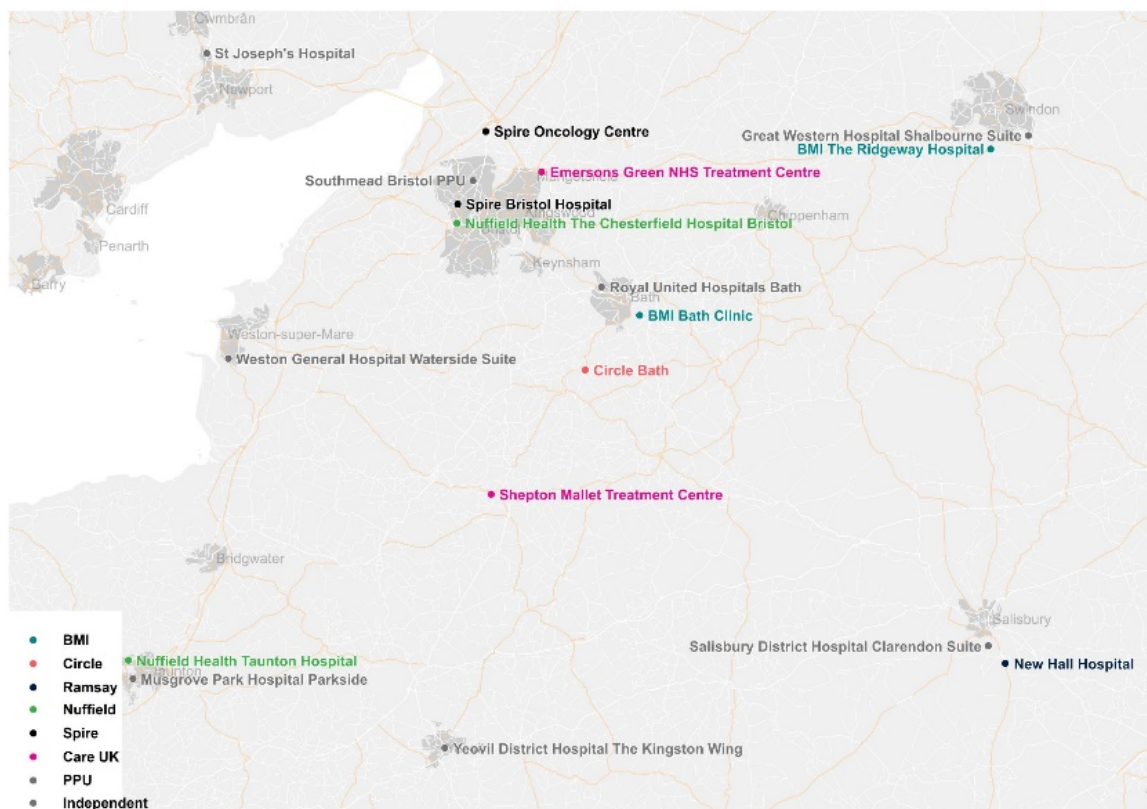 Cwmbrân
St Joseph's Hospital
Newport
Swindon
Spire Oncology Centre
Great Western Hospital Shalbourne Suite
BMI The Ridgeway Hospital
Emersons Green NHS Treatment Centre
Mangotsfield
Southmead Bristol PPU
Cardiff
Spire Bristol Hospital
Kingswood
Chippenham
Nuffield Health The Chesterfield Hospital Bristol
Bristol
Penarth
Keynsham
Barry
Royal United Hospitals Bath
Bath
BMI Bath Clinic
Weston-super-Mare
Weston General Hospital Waterside Suite
Circle Bath
Shepton Mallet Treatment Centre
Bridgwater
Salisbury
Salisbury District Hospital Clarendon Suite
New Hall Hospital
Nuffield Health Taunton Hospital
Taunton
Musgrove Park Hospital Parkside
Yeovil District Hospital The Kingston Wing
BMI
Circle
Ramsay
Nuffield
Spire
Care UK
PPU
Independent